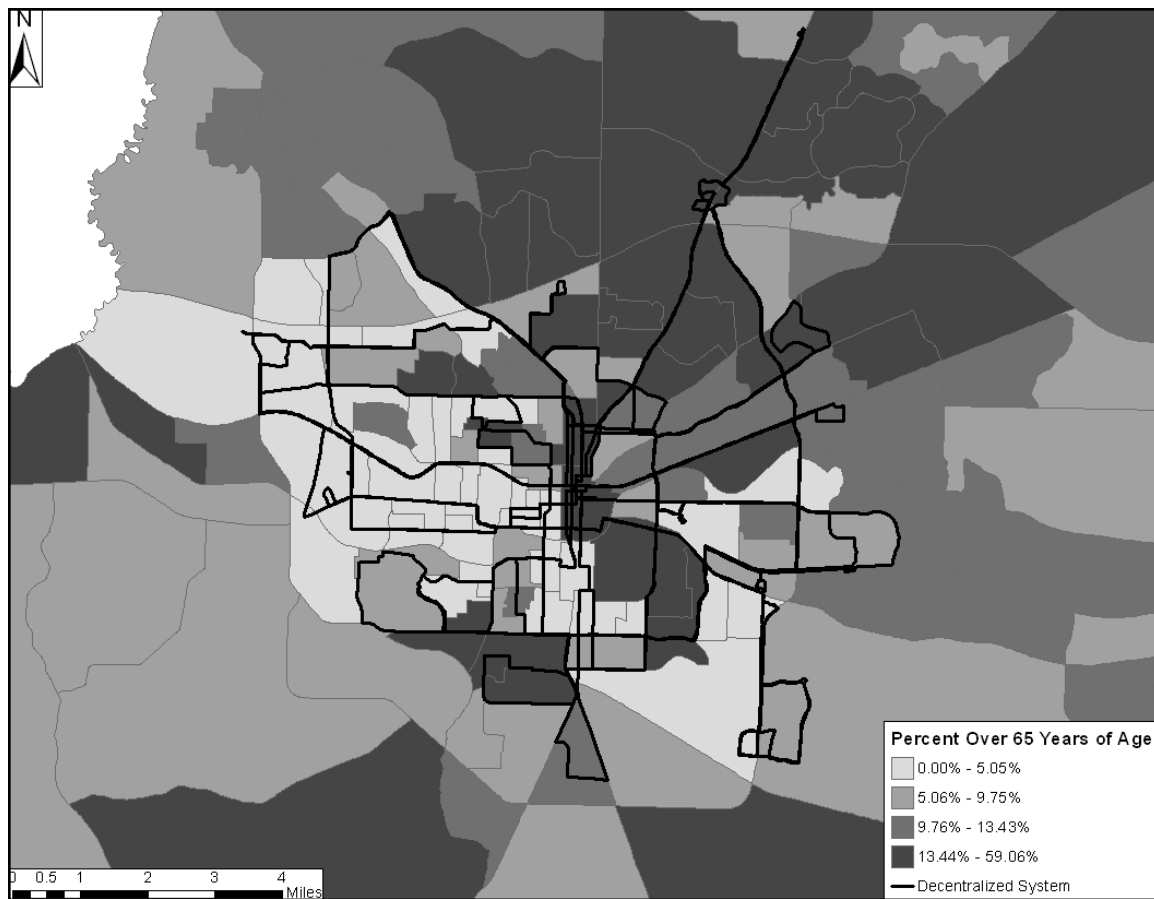 N
Percent Over 65 Years of Age
0.00% - 5.05%
5.06% - 9.75%
9.76% - 13.43%
13.44% - 59.06%
Decentralized System
0 0.5 1 2 3 4
Miles